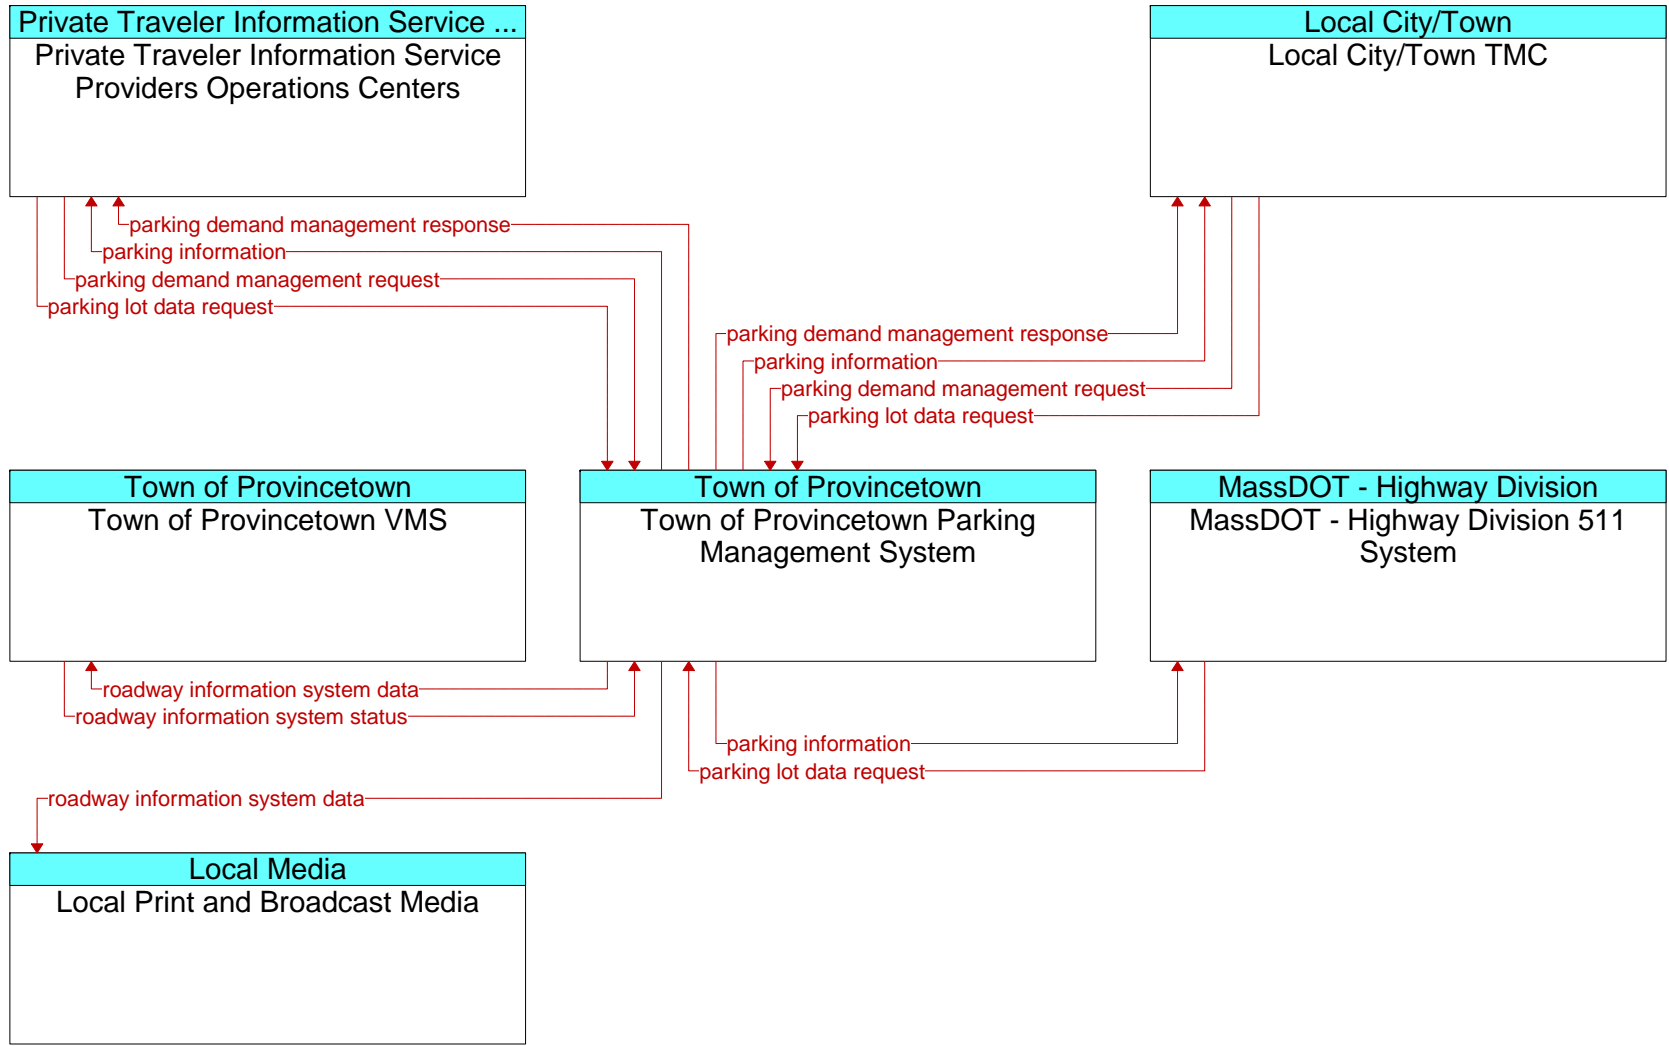 Private Traveler Information Service ...
Private Traveler Information Service
Providers Operations Centers
Local City/Town
Local City/Town TMC
parking demand management response
parking information
parking demand management request
parking lot data request
parking demand management response
parking information
parking demand management request
parking lot data request
Town of Provincetown
Town of Provincetown VMS
Town of Provincetown
Town of Provincetown Parking
Management System
MassDOT - Highway Division
MassDOT - Highway Division 511
System
roadway information system data
roadway information system status
parking information
parking lot data request
roadway information system data
Local Media
Local Print and Broadcast Media